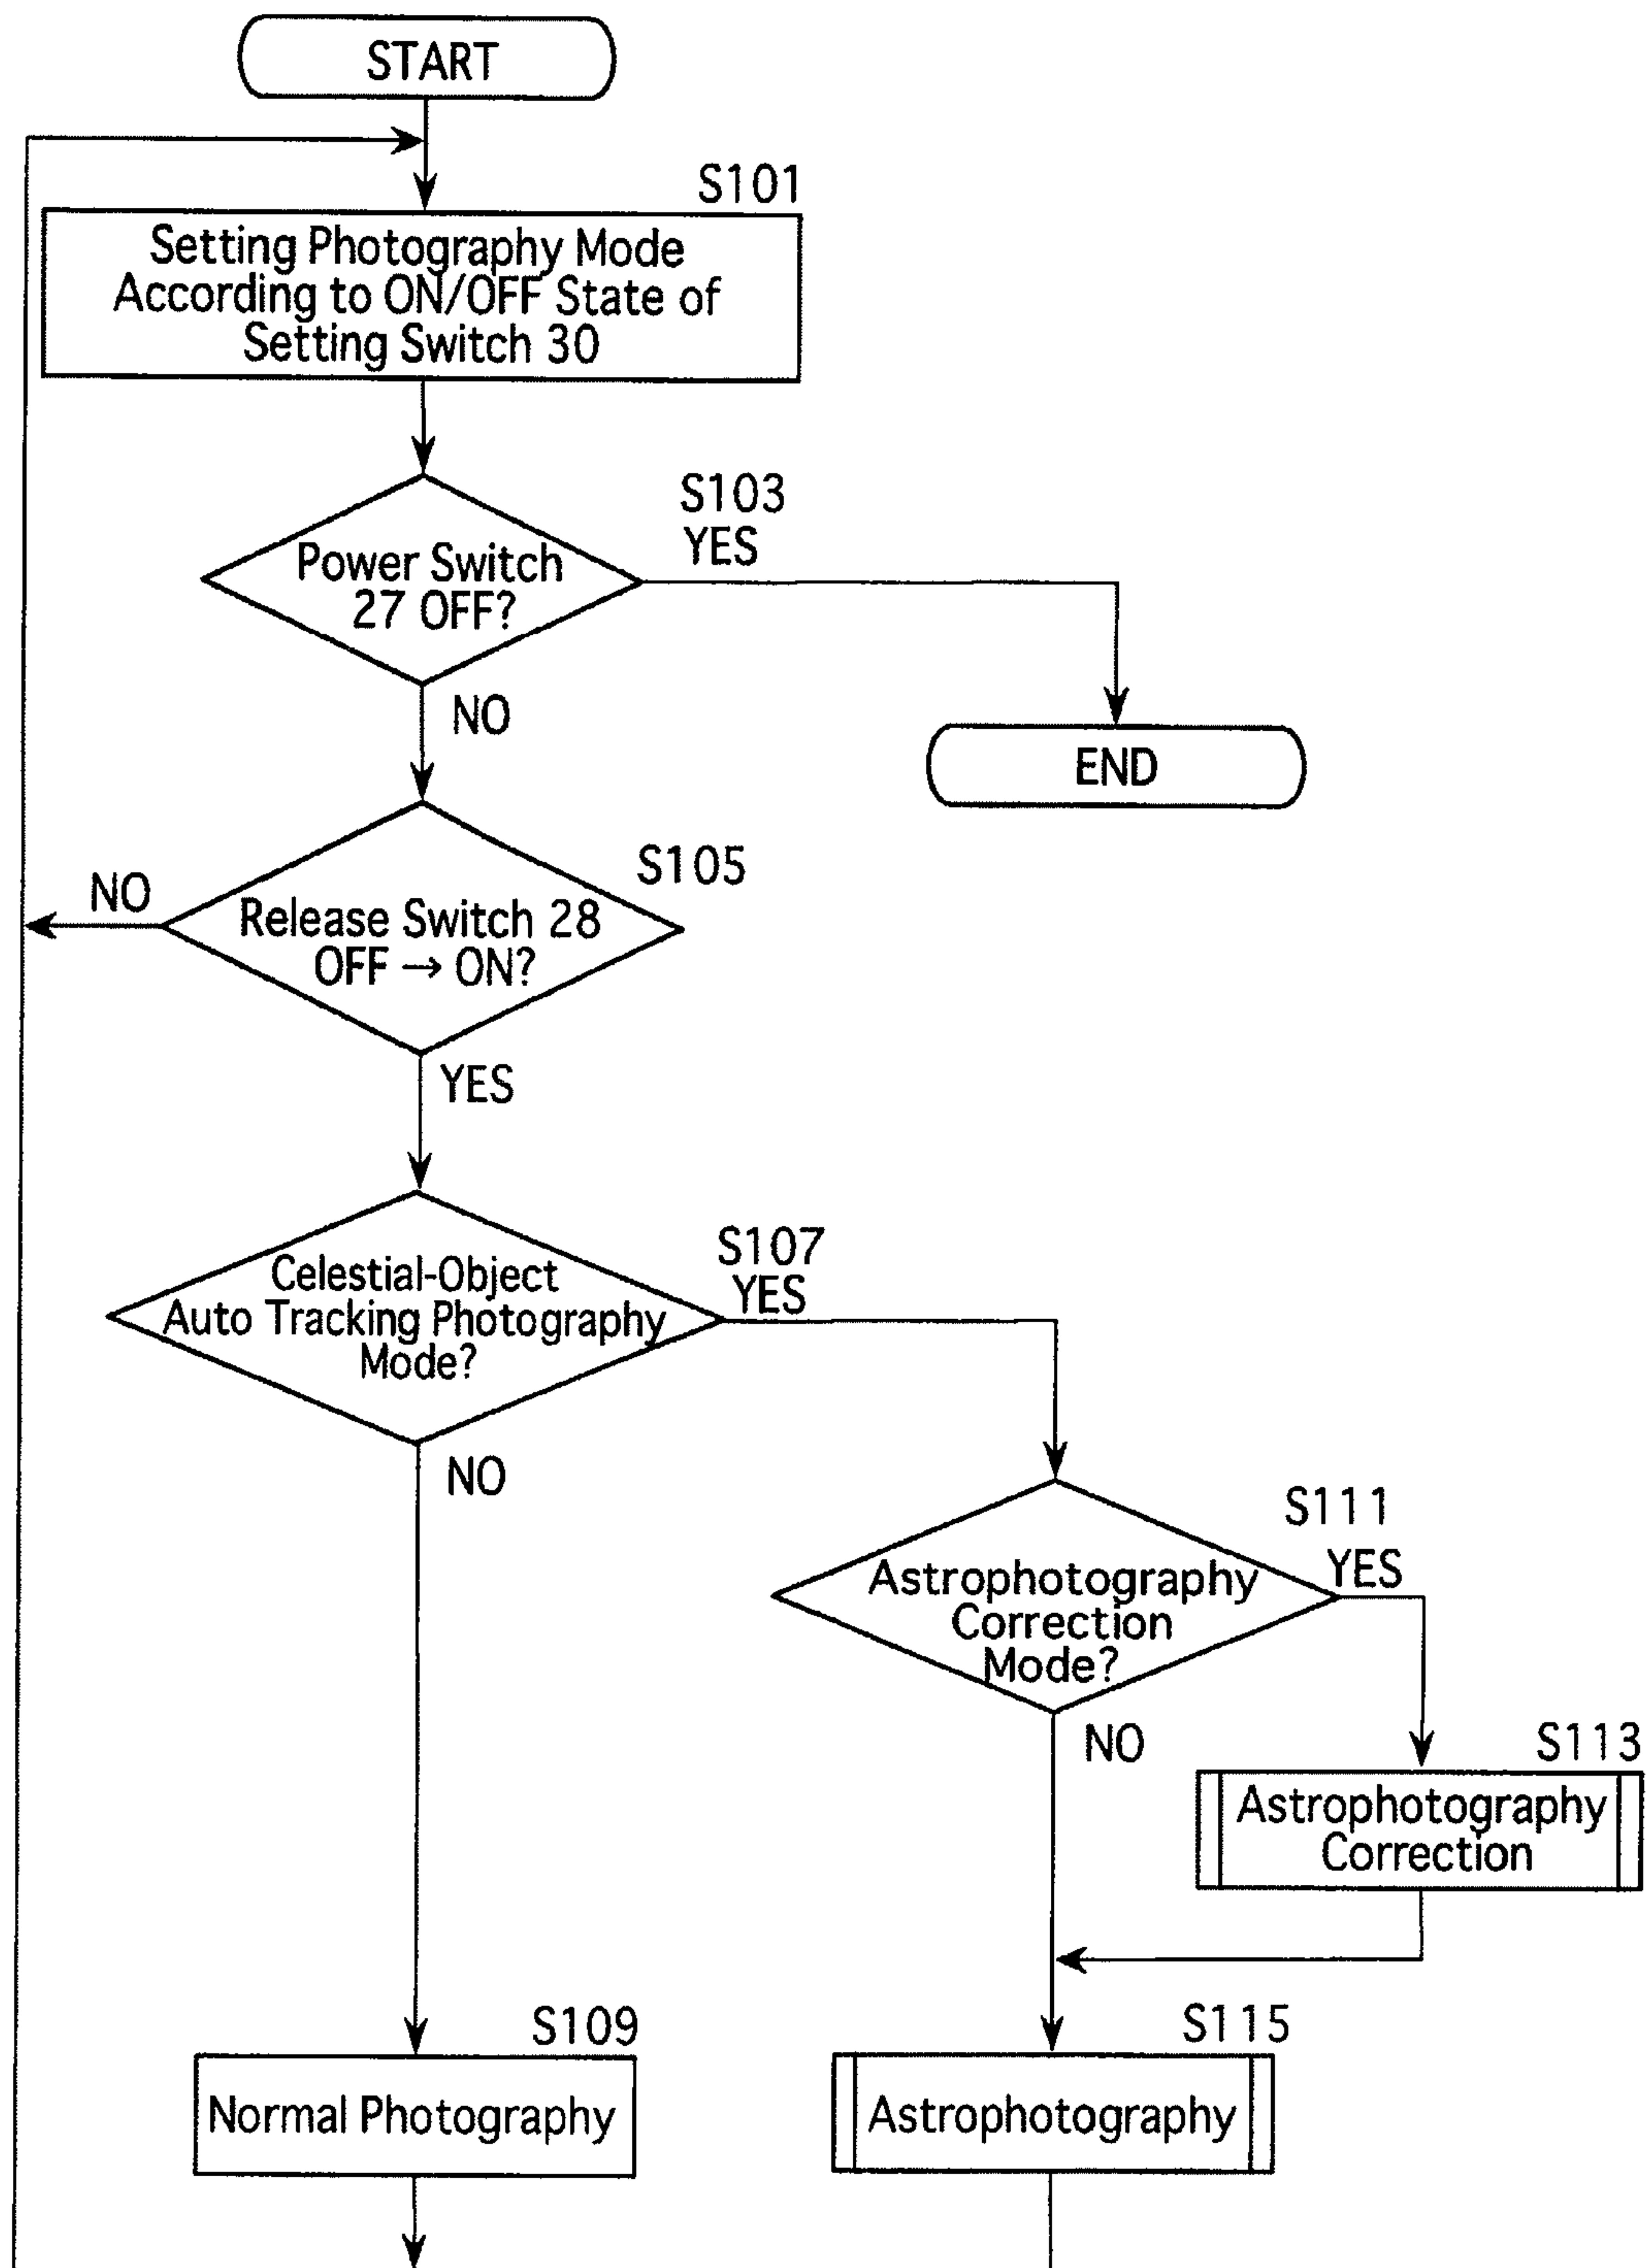 START
S101
Setting Photography Mode
According to ON/OFF State of
Setting Switch 30
S103
YES
Power Switch
27 OFF?
NO
END
S105
NO
Release Switch 28
OFF → ON?
YES
S107
YES
Celestial-Object
Auto Tracking Photography
Mode?
NO
S111
YES
Astrophotography
Correction
Mode?
NO
S113
Astrophotography
Correction
S109
Normal Photography
S115
Astrophotography